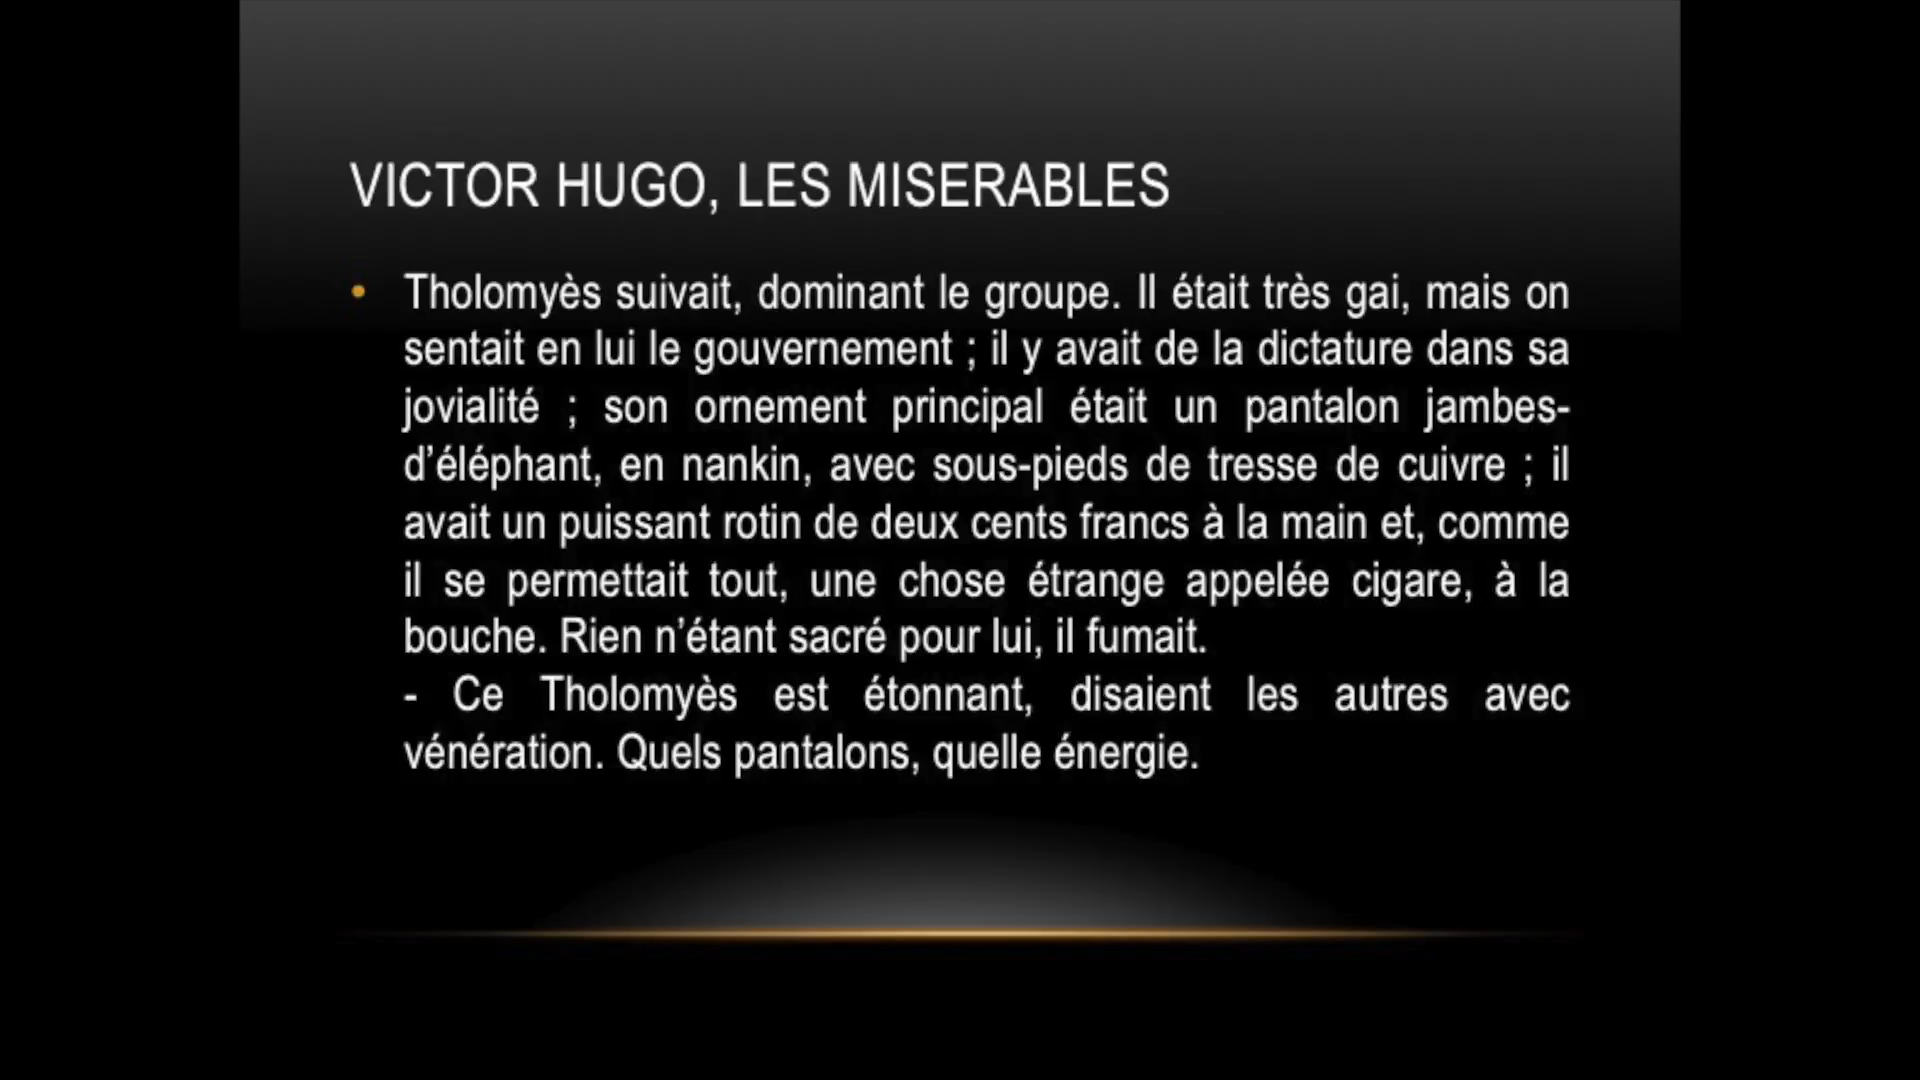 VICTOR HUGO, LES MISERABLES
• Tholomyès suivait, dominant le groupe. Il était très gai, mais on
sentait en lui le gouvernement ; il y avait de la dictature dans sa
jovialité ; son ornement principal était un pantalon jambes-
d’éléphant, en nankin, avec sous-pieds de tresse de cuivre ; il
avait un puissant rotin de deux cents francs à la main et, comme
il se permettait tout, une chose étrange appelée cigare, à la
bouche. Rien n’étant sacré pour lui, il fumait.
- Ce Tholomyès est étonnant, disaient les autres avec
vénération. Quels pantalons, quelle énergie.